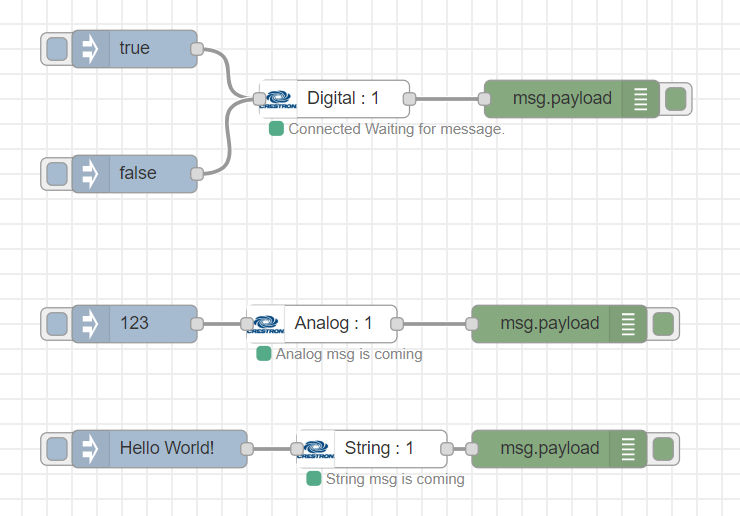 true
CRESTRON Digital : 1
msg.payload
Connected Waiting for message.
false
123
CRESTRON Analog : 1
msg.payload
Analog msg is coming
Hello World!
CRESTRON String : 1
msg.payload
String msg is coming